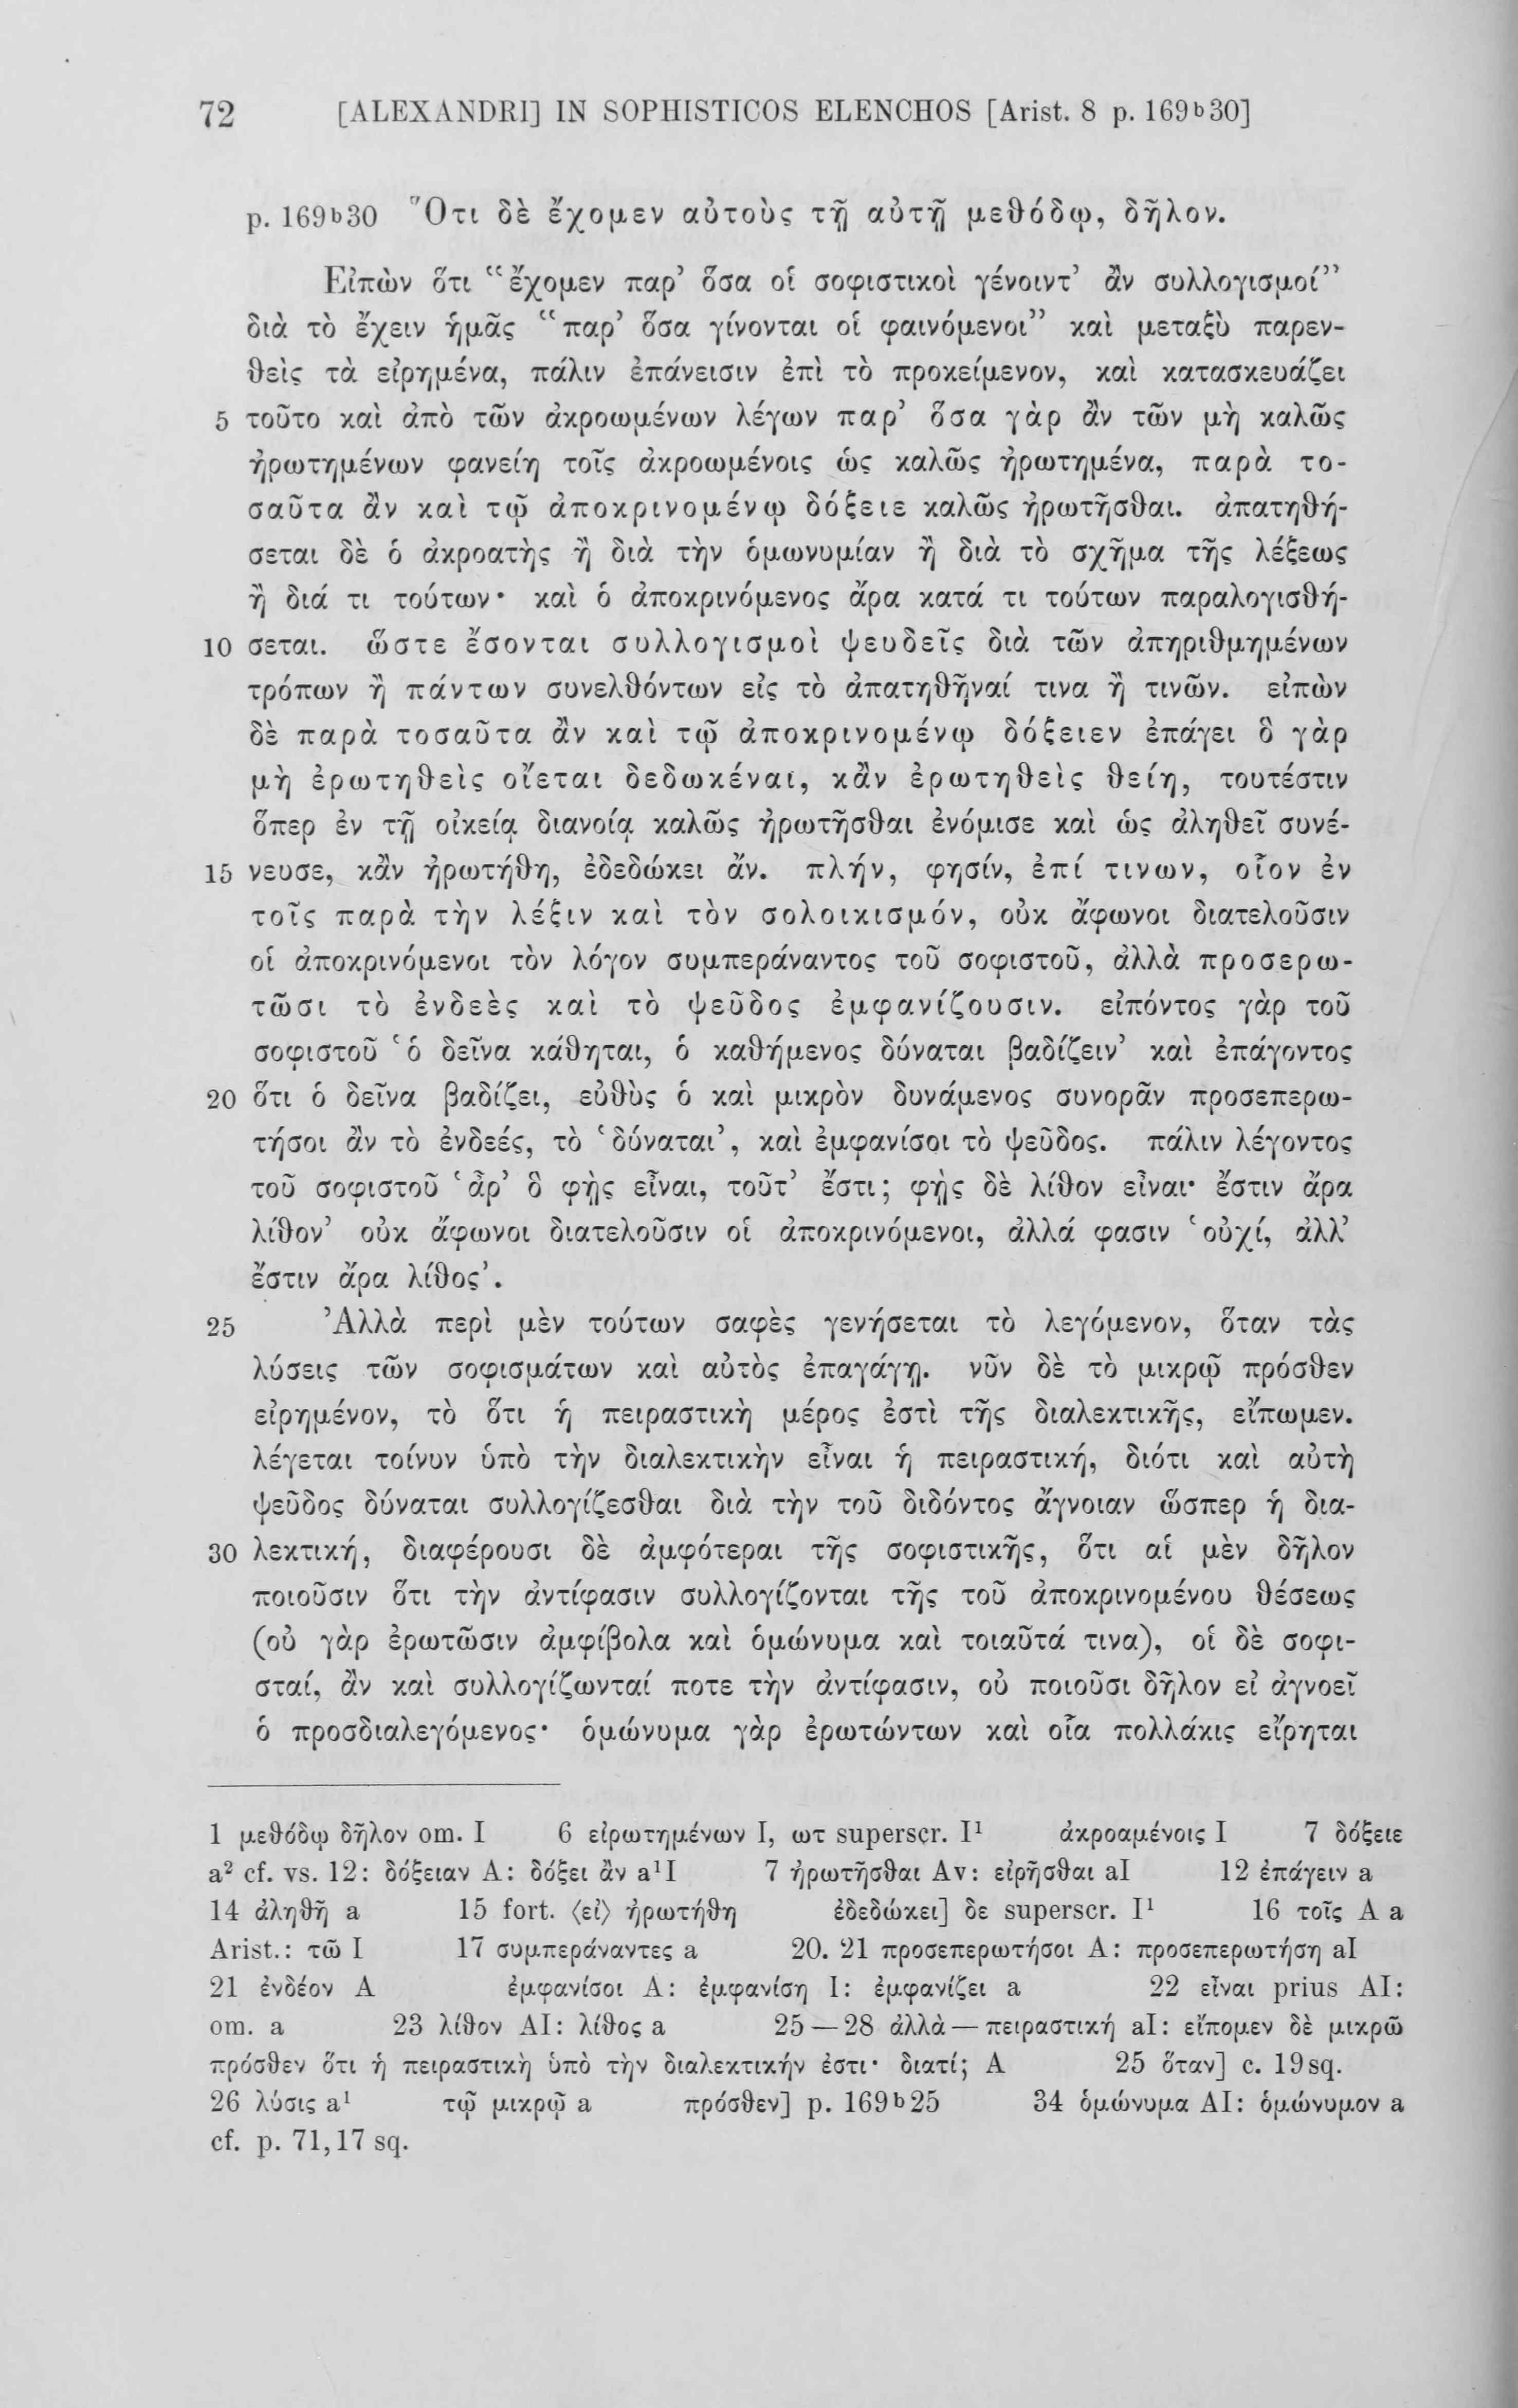 72 [ALEXANDRI] IN SOPHISTICOS ELENCHOS [Arist. 8 p. 169b30]
p. 169b30 Ὅτι δὲ ἔχομεν αὐτοὺς τῇ αὐτῇ μεθόδῳ, δῆλον.
Εἰπὼν ὅτι “ἔχομεν παρ’ ὅσα οἱ σοφιστικοὶ γένοιντ’ ἂν συλλογισμοί”
διὰ τὸ ἔχειν ἡμᾶς “παρ’ ὅσα γίνονται οἱ φαινόμενοι” καὶ μεταξὺ παρεν-
θεὶς τὰ εἰρημένα, πάλιν ἐπάνεισιν ἐπὶ τὸ προκείμενον, καὶ κατασκευάζει
5 τοῦτο καὶ ἀπὸ τῶν ἀκροωμένων λέγων παρ’ ὅσα γὰρ ἂν τῶν μὴ καλῶς
ἠρωτημένων φανείη τοῖς ἀκροωμένοις ὡς καλῶς ἠρωτημένα, παρὰ το-
σαῦτα ἂν καὶ τῷ ἀποκρινομένῳ δόξειε καλῶς ἠρωτῆσθαι. ἀπατηθή-
σεται δὲ ὁ ἀκροατὴς ἢ διὰ τὴν ὁμωνυμίαν ἢ διὰ τὸ σχῆμα τῆς λέξεως
ἢ διά τι τούτων· καὶ ὁ ἀποκρινόμενος ἄρα κατά τι τούτων παραλογισθή-
10 σεται. ὥστε ἔσονται συλλογισμοὶ ψευδεῖς διὰ τῶν ἀπηριθμημένων
τρόπων ἢ πάντων συνελθόντων εἰς τὸ ἀπατηθῆναί τινα ἢ τινῶν. εἰπὼν
δὲ παρὰ τοσαῦτα ἂν καὶ τῷ ἀποκρινομένῳ δόξειεν ἐπάγει ὃ γὰρ
μὴ ἐρωτηθεὶς οἴεται δεδωκέναι, κἂν ἐρωτηθεὶς θείη, τουτέστιν
ὅπερ ἐν τῇ οἰκείᾳ διανοίᾳ καλῶς ἠρωτῆσθαι ἐνόμισε καὶ ὡς ἀληθεῖ συνέ-
15 νευσε, κἂν ἠρωτήθη, ἐδεδώκει ἄν. πλήν, φησίν, ἐπί τινων, οἷον ἐν
τοῖς παρὰ τὴν λέξιν καὶ τὸν σολοικισμόν, οὐκ ἄφωνοι διατελοῦσιν
οἱ ἀποκρινόμενοι τὸν λόγον συμπεράναντος τοῦ σοφιστοῦ, ἀλλὰ προσερω-
τῶσι τὸ ἐνδεὲς καὶ τὸ ψεῦδος ἐμφανίζουσιν. εἰπόντος γὰρ τοῦ
σοφιστοῦ ‘ὁ δεῖνα κάθηται, ὁ καθήμενος δύναται βαδίζειν’ καὶ ἐπάγοντος
20 ὅτι ὁ δεῖνα βαδίζει, εὐθὺς ὁ καὶ μικρὸν δυνάμενος συνορᾶν προσεπερω-
τήσοι ἂν τὸ ἐνδεές, τὸ ‘δύναται’, καὶ ἐμφανίσοι τὸ ψεῦδος. πάλιν λέγοντος
τοῦ σοφιστοῦ ‘ἆρ’ ὃ φῂς εἶναι, τοῦτ’ ἔστι; φῂς δὲ λίθον εἶναι· ἔστιν ἄρα
λίθον’ οὐκ ἄφωνοι διατελοῦσιν οἱ ἀποκρινόμενοι, ἀλλά φασιν ‘οὐχί, ἀλλ’
ἔστιν ἄρα λίθος’.
25 Ἀλλὰ περὶ μὲν τούτων σαφὲς γενήσεται τὸ λεγόμενον, ὅταν τὰς
λύσεις τῶν σοφισμάτων καὶ αὐτὸς ἐπαγάγῃ. νῦν δὲ τὸ μικρῷ πρόσθεν
εἰρημένον, τὸ ὅτι ἡ πειραστικὴ μέρος ἐστὶ τῆς διαλεκτικῆς, εἴπωμεν.
λέγεται τοίνυν ὑπὸ τὴν διαλεκτικὴν εἶναι ἡ πειραστική, διότι καὶ αὐτὴ
ψεῦδος δύναται συλλογίζεσθαι διὰ τὴν τοῦ διδόντος ἄγνοιαν ὥσπερ ἡ δια-
30 λεκτική, διαφέρουσι δὲ ἀμφότεραι τῆς σοφιστικῆς, ὅτι αἱ μὲν δῆλον
ποιοῦσιν ὅτι τὴν ἀντίφασιν συλλογίζονται τῆς τοῦ ἀποκρινομένου θέσεως
(οὐ γὰρ ἐρωτῶσιν ἀμφίβολα καὶ ὁμώνυμα καὶ τοιαῦτά τινα), οἱ δὲ σοφι-
σταί, ἂν καὶ συλλογίζωνταί ποτε τὴν ἀντίφασιν, οὐ ποιοῦσι δῆλον εἰ ἀγνοεῖ
ὁ προσδιαλεγόμενος· ὁμώνυμα γὰρ ἐρωτώντων καὶ οἷα πολλάκις εἴρηται
1 μεθόδῳ δῆλον om. I 6 εἰρωτημένων I, ωτ superscr. I¹ ἀκροαμένοις I 7 δόξειε
a² cf. vs. 12: δόξειαν A: δόξει ἂν a¹I 7 ἠρωτῆσθαι Av: εἰρῆσθαι aI 12 ἐπάγειν a
14 ἀληθῆ a 15 fort. ⟨εἰ⟩ ἠρωτήθη ἐδεδώκει] δε superscr. I¹ 16 τοῖς A a
Arist.: τῶ I 17 συμπεράναντες a 20. 21 προσεπερωτήσοι A: προσεπερωτήση aI
21 ἐνδέον A ἐμφανίσοι A: ἐμφανίση I: ἐμφανίζει a 22 εἶναι prius AI:
om. a 23 λίθον AI: λίθος a 25—28 ἀλλὰ—πειραστική aI: εἴπομεν δὲ μικρῶ
πρόσθεν ὅτι ἡ πειραστικὴ ὑπὸ τὴν διαλεκτικήν ἐστι· διατί; A 25 ὅταν] c. 19 sq.
26 λύσις a¹ τῷ μικρῷ a πρόσθεν] p. 169b25 34 ὁμώνυμα AI: ὁμώνυμον a
cf. p. 71,17 sq.